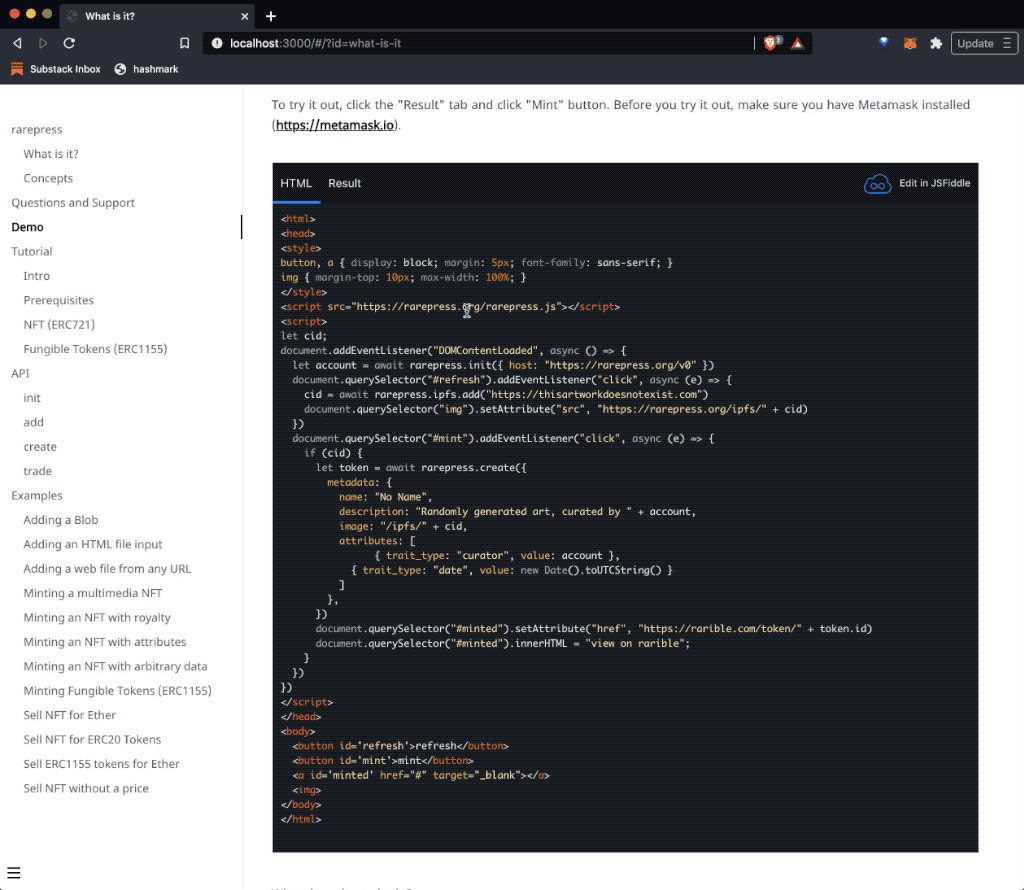 What is it?
localhost:3000/#/?id=what-is-it
Update
Substack Inbox
hashmark
rarepress
What is it?
Concepts
Questions and Support
Demo
Tutorial
Intro
Prerequisites
NFT (ERC721)
Fungible Tokens (ERC1155)
API
init
add
create
trade
Examples
Adding a Blob
Adding an HTML file input
Adding a web file from any URL
Minting a multimedia NFT
Minting an NFT with royalty
Minting an NFT with attributes
Minting an NFT with arbitrary data
Minting Fungible Tokens (ERC1155)
Sell NFT for Ether
Sell NFT for ERC20 Tokens
Sell ERC1155 tokens for Ether
Sell NFT without a price
To try it out, click the "Result" tab and click "Mint" button. Before you try it out, make sure you have Metamask installed
(https://metamask.io).
HTML Result Edit in JSFiddle
<html>
<head>
<style>
button, a { display: block; margin: 5px; font-family: sans-serif; }
img { margin-top: 10px; max-width: 100%; }
</style>
<script src="https://rarepress.org/rarepress.js"></script>
<script>
let cid;
document.addEventListener("DOMContentLoaded", async () => {
  let account = await rarepress.init({ host: "https://rarepress.org/v0" })
  document.querySelector("#refresh").addEventListener("click", async (e) => {
    cid = await rarepress.ipfs.add("https://thisartworkdoesnotexist.com")
    document.querySelector("img").setAttribute("src", "https://rarepress.org/ipfs/" + cid)
  })
  document.querySelector("#mint").addEventListener("click", async (e) => {
    if (cid) {
      let token = await rarepress.create({
        metadata: {
          name: "No Name",
          description: "Randomly generated art, curated by " + account,
          image: "/ipfs/" + cid,
          attributes: [
                { trait_type: "curator", value: account },
            { trait_type: "date", value: new Date().toUTCString() }
          ]
        },
      })
      document.querySelector("#minted").setAttribute("href", "https://rarible.com/token/" + token.id)
      document.querySelector("#minted").innerHTML = "view on rarible";
    }
  })
})
</script>
</head>
<body>
  <button id='refresh'>refresh</button>
  <button id='mint'>mint</button>
  <a id='minted' href="#" target="_blank"></a>
  <img>
</body>
</html>